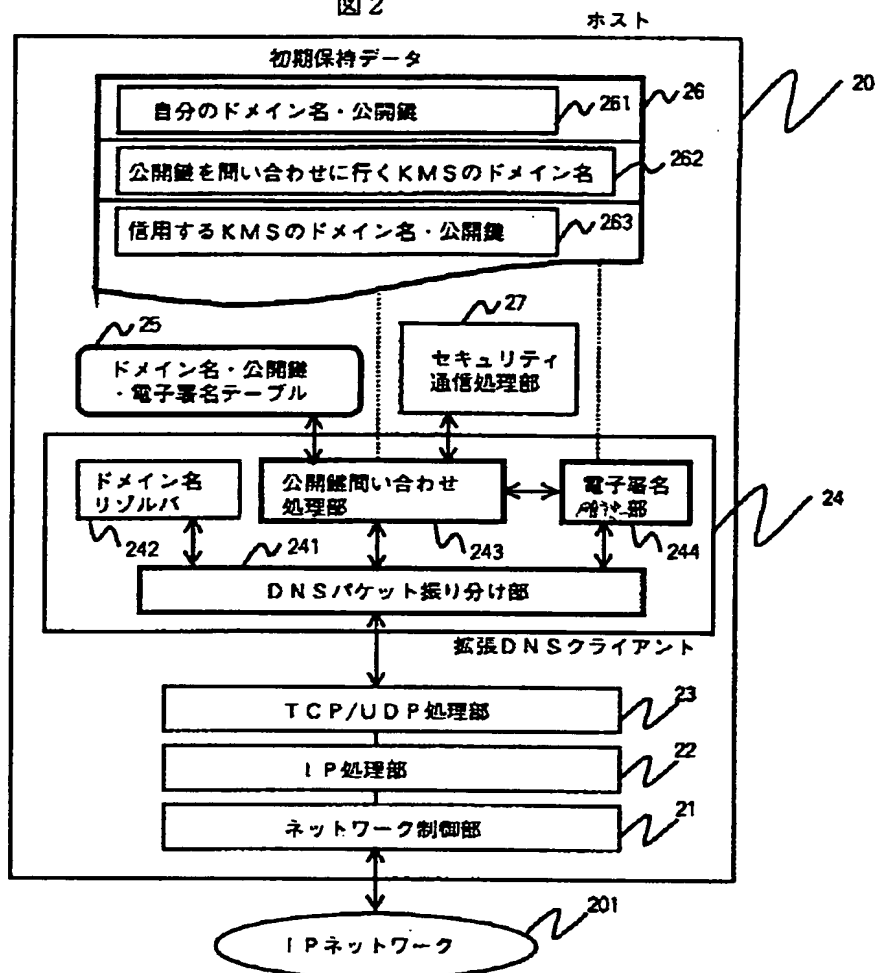 図2
ホスト
初期保持データ
自分のドメイン名・公開鍵
261
26
20
公開鍵を問い合わせに行くKMSのドメイン名
262
信用するKMSのドメイン名・公開鍵
263
25
ドメイン名・公開鍵
・電子署名テーブル
27
セキュリティ
通信処理部
ドメイン名
リゾルバ
242
公開鍵問い合わせ
処理部
243
電子署名
部
244
24
241
DNSパケット振り分け部
拡張DNSクライアント
TCP/UDP処理部
23
IP処理部
22
ネットワーク制御部
21
IPネットワーク
201